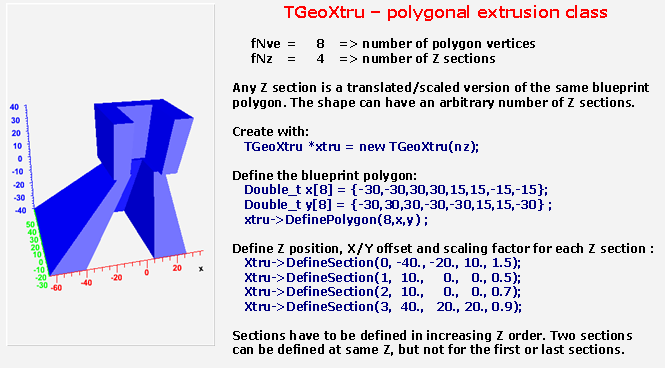 TGeoXtru – polygonal extrusion class
fNve = 8 => number of polygon vertices
fNz = 4 => number of Z sections
Any Z section is a translated/scaled version of the same blueprint
polygon. The shape can have an arbitrary number of Z sections.
Create with:
TGeoXtru *xtru = new TGeoXtru(nz);
Define the blueprint polygon:
Double_t x[8] = {-30,-30,30,30,15,15,-15,-15};
Double_t y[8] = {-30,30,30,-30,-30,15,15,-30} ;
xtru->DefinePolygon(8,x,y) ;
Define Z position, X/Y offset and scaling factor for each Z section :
Xtru->DefineSection(0, -40., -20., 10., 1.5);
Xtru->DefineSection(1, 10., 0., 0., 0.5);
Xtru->DefineSection(2, 10., 0., 0., 0.7);
Xtru->DefineSection(3, 40., 20., 20., 0.9);
Sections have to be defined in increasing Z order. Two sections
can be defined at same Z, but not for the first or last sections.
40
30
20
10
0
-10
-20
-30
-40
50
40
30
20
10
0
-10
-20
-30
-60
-40
-20
0
20
x